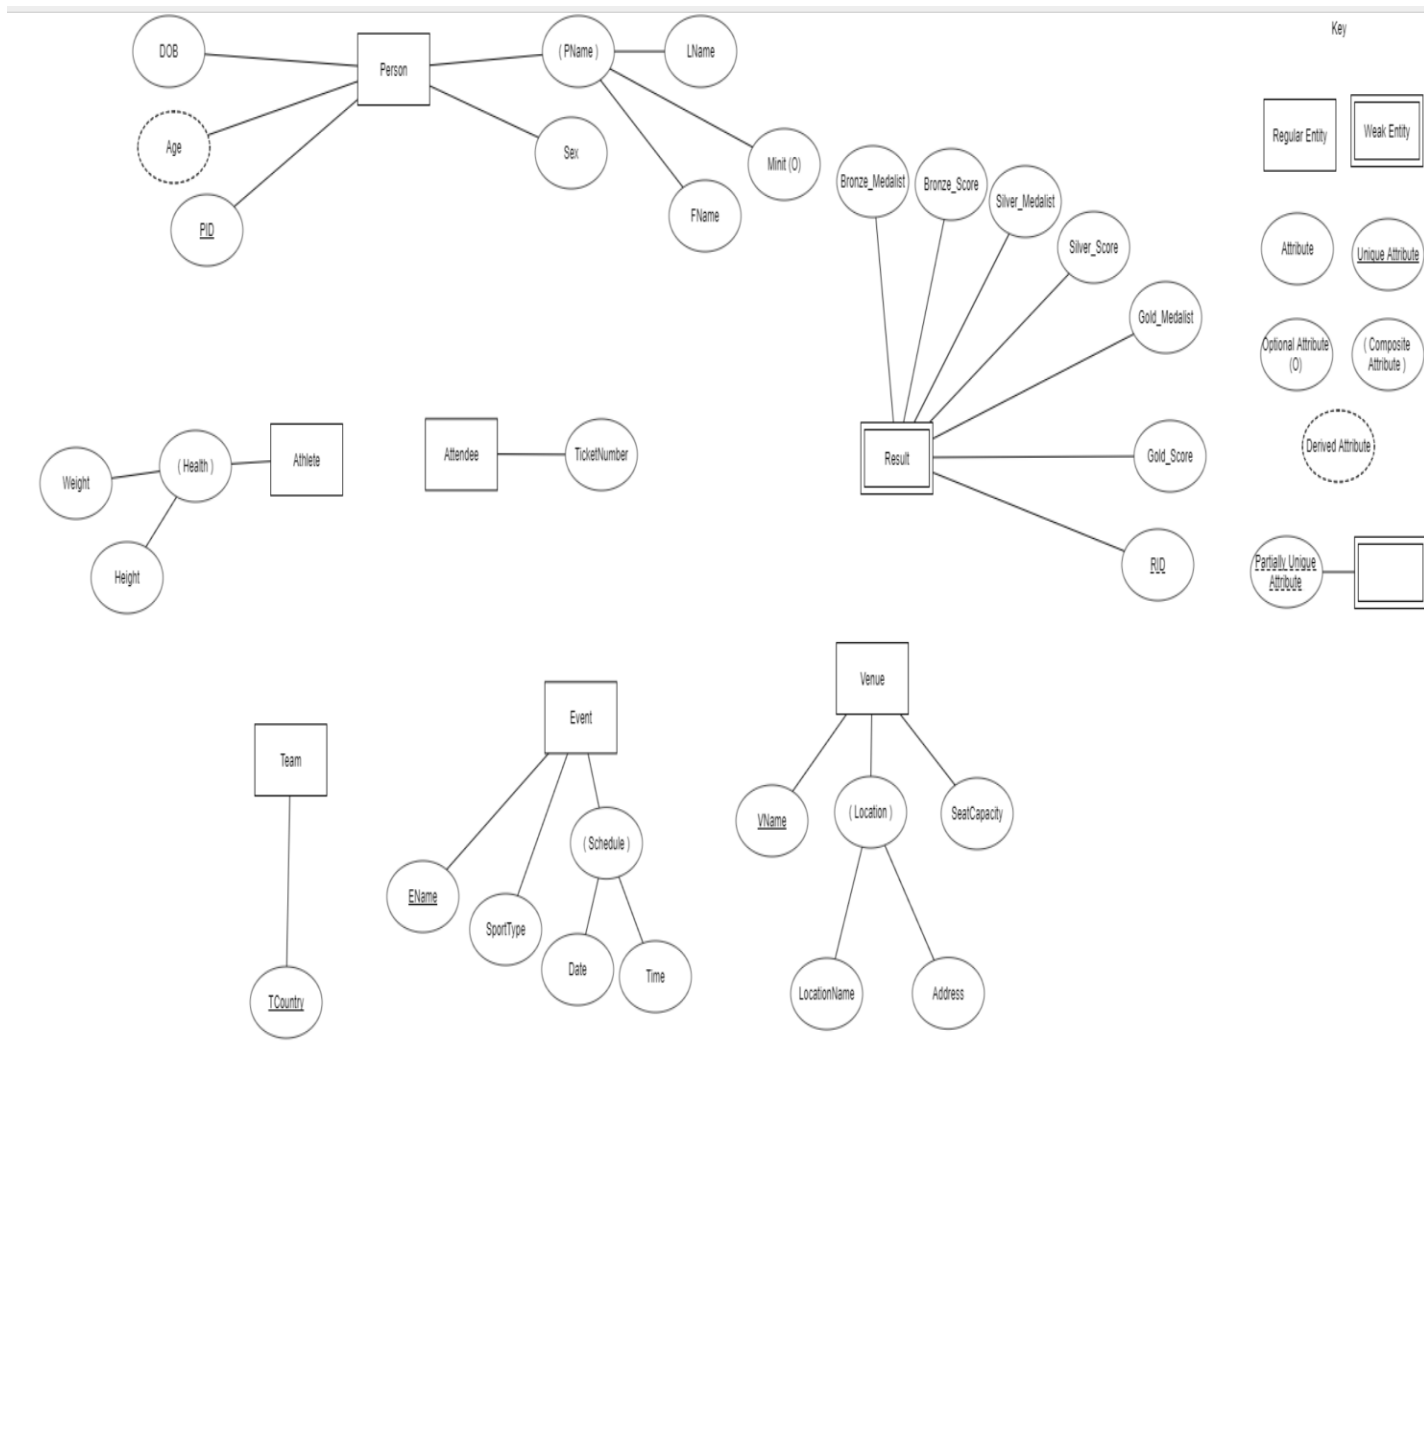 Key
DOB
Person
( PName )
LName
Age
Sex
Minit (O)
PID
FName
Regular Entity
Weak Entity
Bronze_Medalist
Bronze_Score
Silver_Medalist
Silver_Score
Gold_Medalist
Attribute
Unique Attribute
Optional Attribute
(O)
( Composite
Attribute )
Derived Attribute
Weight
( Health )
Athlete
Attendee
TicketNumber
Result
Gold_Score
Height
RID
Partially Unique
Attribute
Team
Event
Venue
EName
SportType
( Schedule )
VName
( Location )
SeatCapacity
TCountry
Date
Time
LocationName
Address